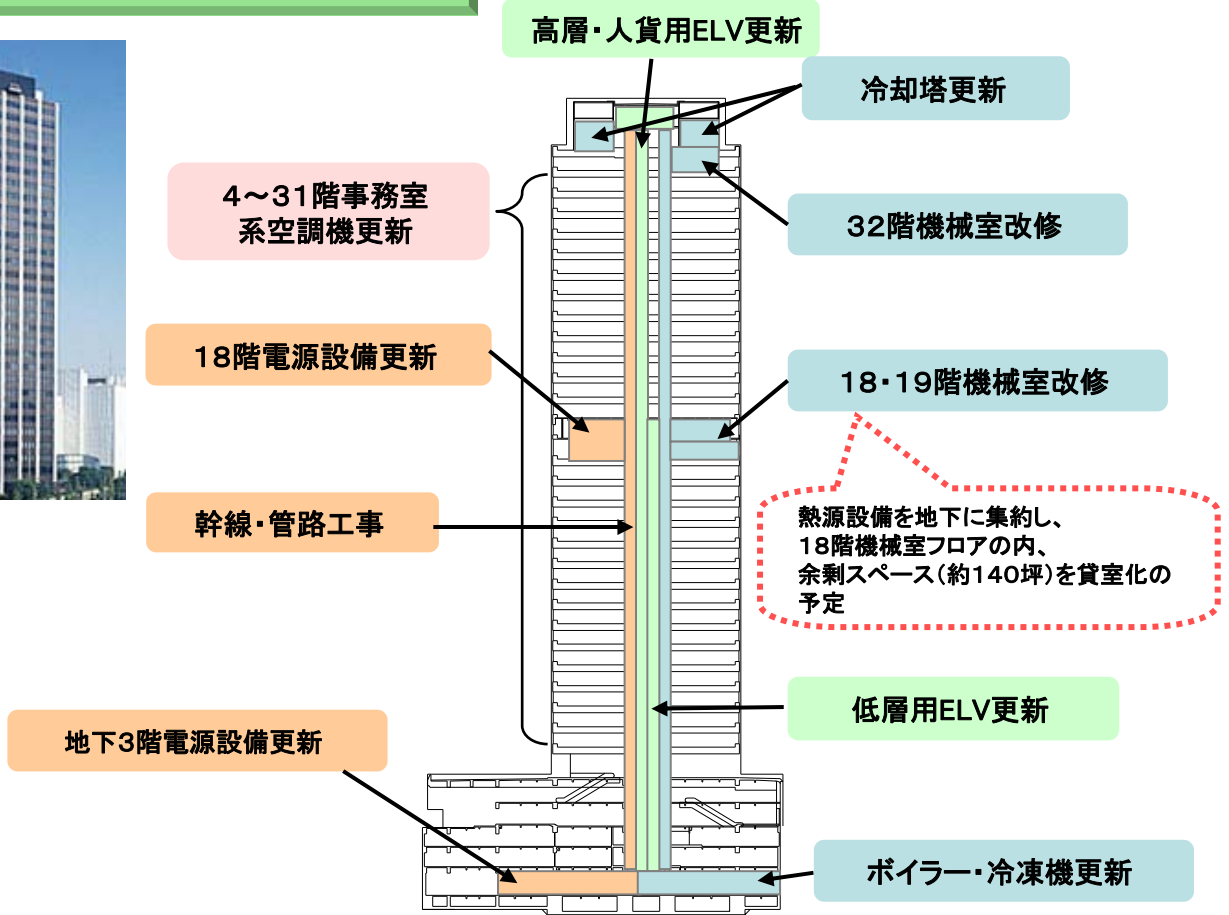 高層・人貨用ELV更新
冷却塔更新
4～31階事務室
系空調機更新
32階機械室改修
18階電源設備更新
18・19階機械室改修
幹線・管路工事
熱源設備を地下に集約し、
18階機械室フロアの内、
余剰スペース(約140坪)を貸室化の
予定
低層用ELV更新
地下3階電源設備更新
ボイラー・冷凍機更新